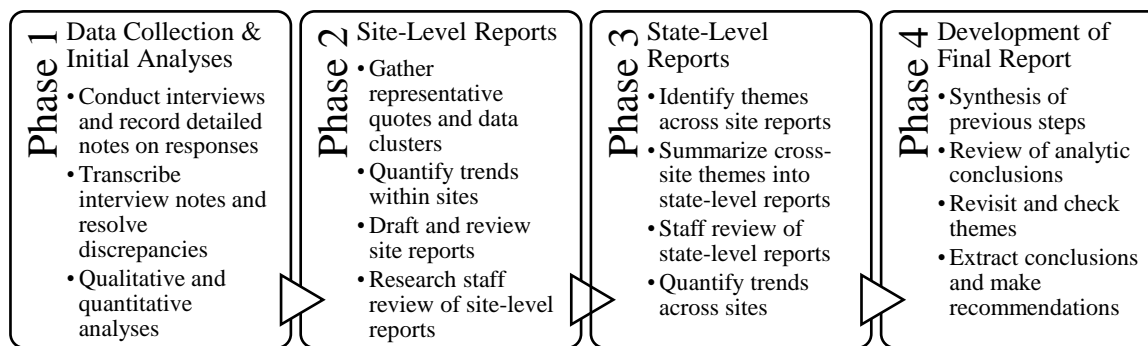 Phase 1
Data Collection &
Initial Analyses
• Conduct interviews
and record detailed
notes on responses
• Transcribe
interview notes and
resolve
discrepancies
• Qualitative and
quantitative
analyses
Phase 2
Site-Level Reports
• Gather
representative
quotes and data
clusters
• Quantify trends
within sites
• Draft and review
site reports
• Research staff
review of site-level
reports
Phase 3
State-Level
Reports
• Identify themes
across site reports
• Summarize cross-
site themes into
state-level reports
• Staff review of
state-level reports
• Quantify trends
across sites
Phase 4
Development of
Final Report
• Synthesis of
previous steps
• Review of analytic
conclusions
• Revisit and check
themes
• Extract conclusions
and make
recommendations